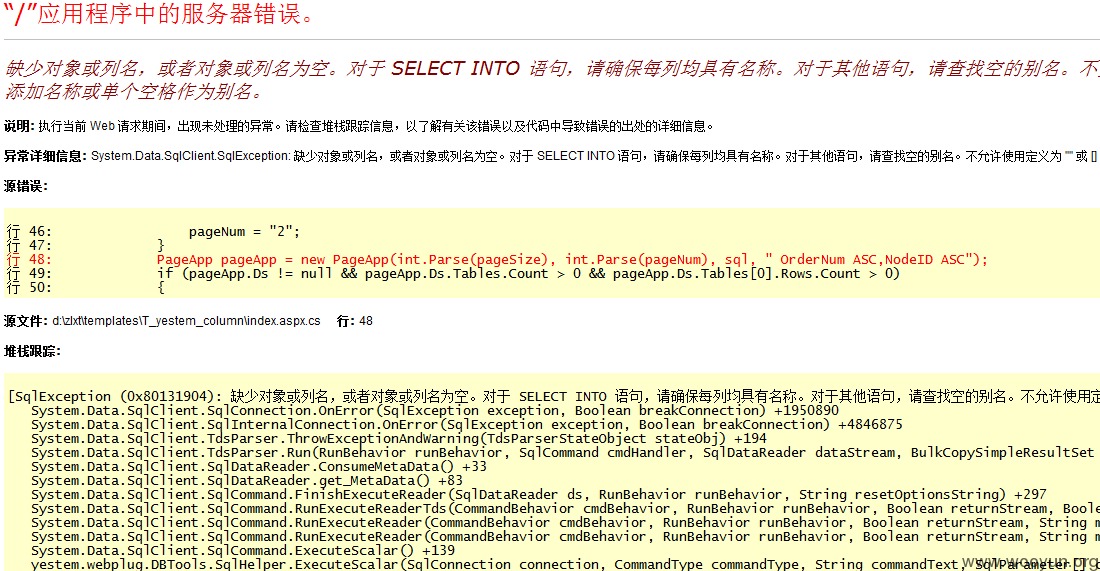 “/”应用程序中的服务器错误。
缺少对象或列名，或者对象或列名为空。对于 SELECT INTO 语句，请确保每列均具有名称。对于其他语句，请查找空的别名。不
添加名称或单个空格作为别名。
说明: 执行当前 Web 请求期间，出现未处理的异常。请检查堆栈跟踪信息，以了解有关该错误以及代码中导致错误的出处的详细信息。
异常详细信息: System.Data.SqlClient.SqlException: 缺少对象或列名，或者对象或列名为空。对于 SELECT INTO 语句，请确保每列均具有名称。对于其他语句，请查找空的别名。不允许使用定义为 "" 或 []
源错误:
行 46:                 pageNum = "2";
行 47:             }
行 48:             PageApp pageApp = new PageApp(int.Parse(pageSize), int.Parse(pageNum), sql, " OrderNum ASC,NodeID ASC");
行 49:             if (pageApp.Ds != null && pageApp.Ds.Tables.Count > 0 && pageApp.Ds.Tables[0].Rows.Count > 0)
行 50:             {
源文件: d:\zlxt\templates\T_yestem_column\index.aspx.cs    行: 48
堆栈跟踪:
[SqlException (0x80131904): 缺少对象或列名，或者对象或列名为空。对于 SELECT INTO 语句，请确保每列均具有名称。对于其他语句，请查找空的别名。不允许使用定
System.Data.SqlClient.SqlConnection.OnError(SqlException exception, Boolean breakConnection) +1950890
System.Data.SqlClient.SqlInternalConnection.OnError(SqlException exception, Boolean breakConnection) +4846875
System.Data.SqlClient.TdsParser.ThrowExceptionAndWarning(TdsParserStateObject stateObj) +194
System.Data.SqlClient.TdsParser.Run(RunBehavior runBehavior, SqlCommand cmdHandler, SqlDataReader dataStream, BulkCopySimpleResultSet
System.Data.SqlClient.SqlDataReader.ConsumeMetaData() +33
System.Data.SqlClient.SqlDataReader.get_MetaData() +83
System.Data.SqlClient.SqlCommand.FinishExecuteReader(SqlDataReader ds, RunBehavior runBehavior, String resetOptionsString) +297
System.Data.SqlClient.SqlCommand.RunExecuteReaderTds(CommandBehavior cmdBehavior, RunBehavior runBehavior, Boolean returnStream, Boole
System.Data.SqlClient.SqlCommand.RunExecuteReader(CommandBehavior cmdBehavior, RunBehavior runBehavior, Boolean returnStream, String m
System.Data.SqlClient.SqlCommand.RunExecuteReader(CommandBehavior cmdBehavior, RunBehavior runBehavior, Boolean returnStream, String m
System.Data.SqlClient.SqlCommand.ExecuteScalar() +139
yestem.webplug.DBTools.SqlHelper.ExecuteScalar(SqlConnection connection, CommandType commandType, String commandText, SqlParameter[] c
www.wooyun.org